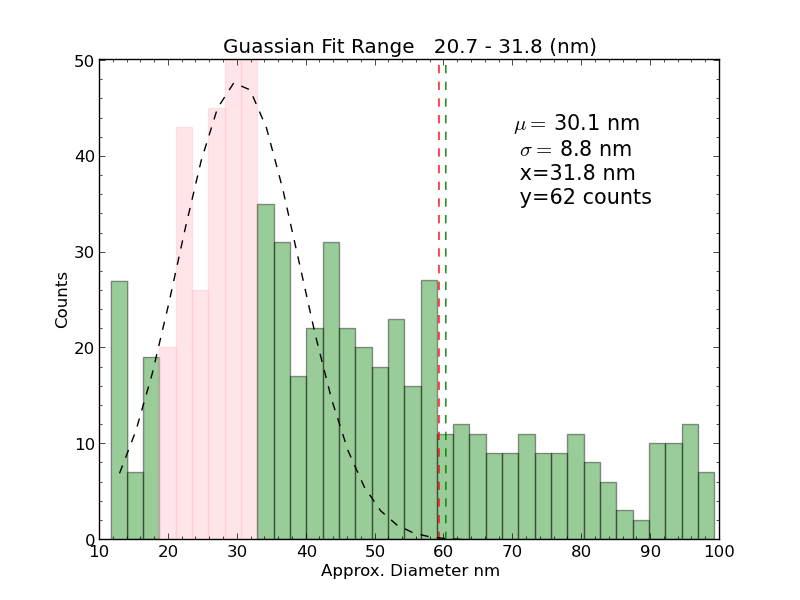 Guassian Fit Range   20.7 - 31.8 (nm)
50
40
30
20
10
0
Counts
μ = 30.1 nm
σ = 8.8 nm
x=31.8 nm
y=62 counts
10 20 30 40 50 60 70 80 90 100
Approx. Diameter nm